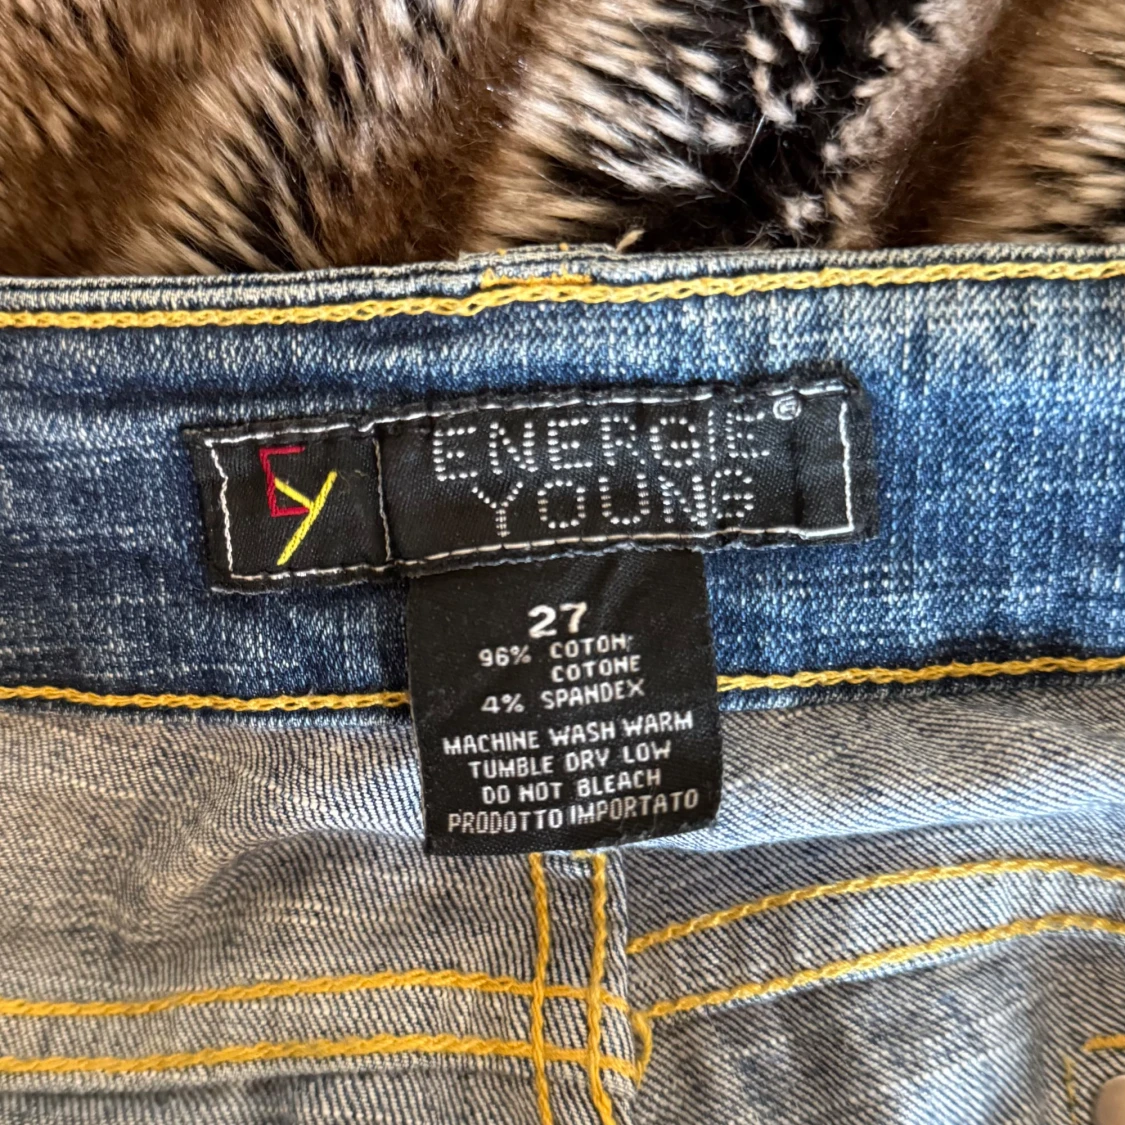 EY
ENERGIE®
YOUNG
27
96% COTON;
COTONE
4% SPANDEX
MACHINE WASH WARM
TUMBLE DRY LOW
DO NOT BLEACH
PRODOTTO IMPORTATO